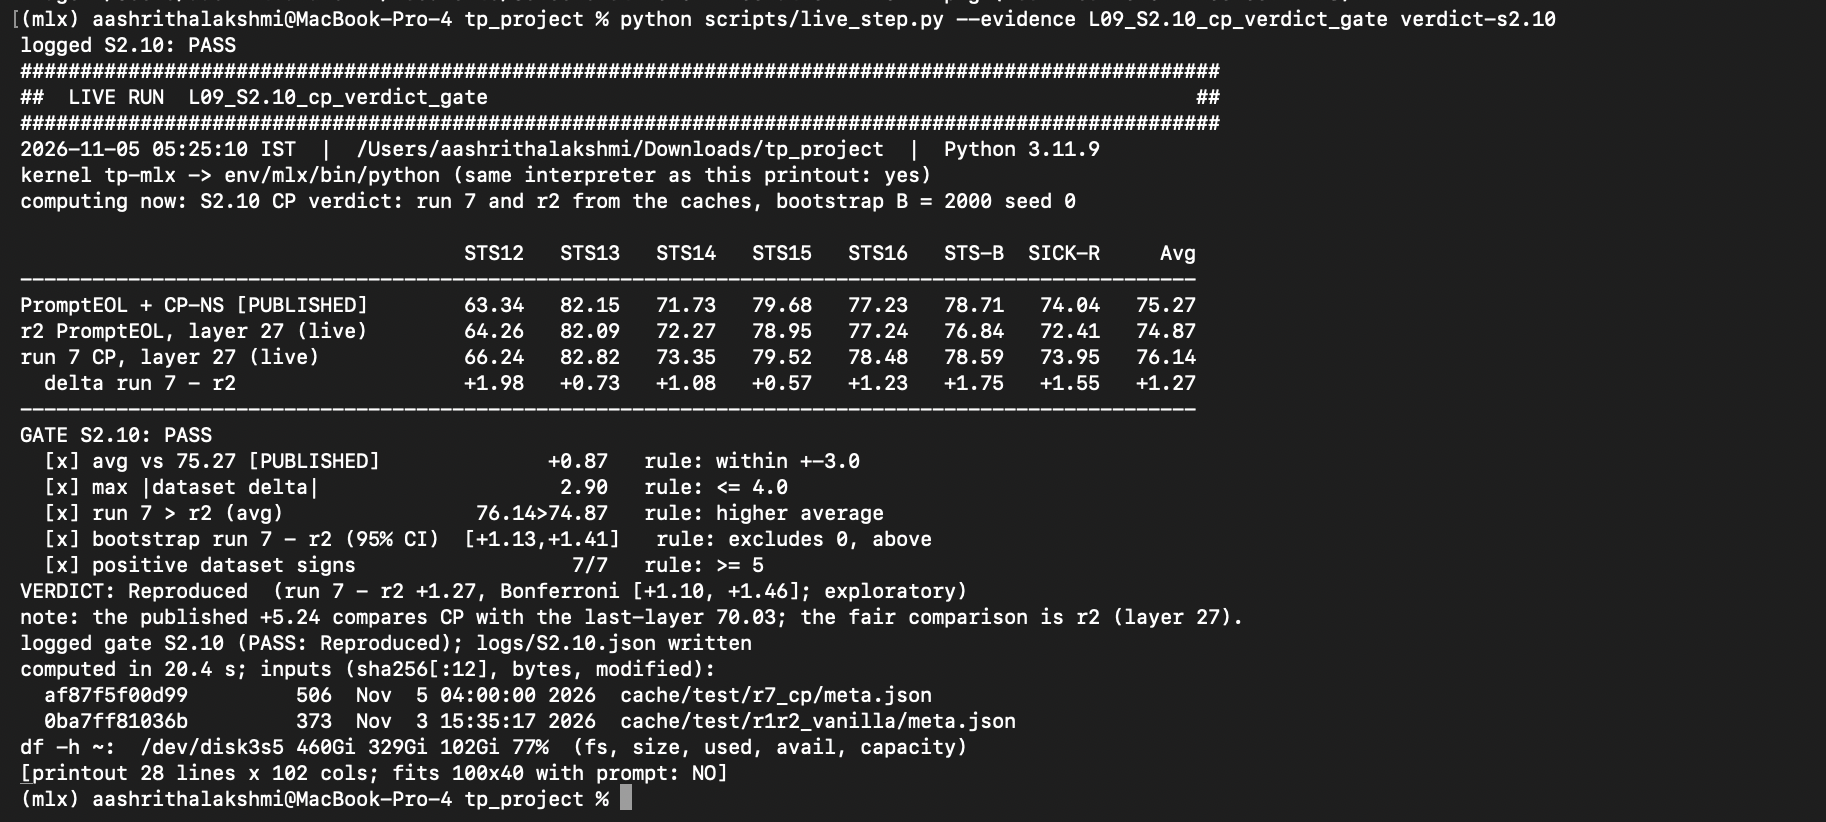 [(mlx) aashrithalakshmi@MacBook-Pro-4 tp_project % python scripts/live_step.py --evidence L09_S2.10_cp_verdict_gate verdict-s2.10
logged S2.10: PASS
####################################################################################################
##  LIVE RUN  L09_S2.10_cp_verdict_gate                                                           ##
####################################################################################################
2026-11-05 05:25:10 IST  |  /Users/aashrithalakshmi/Downloads/tp_project  |  Python 3.11.9
kernel tp-mlx -> env/mlx/bin/python (same interpreter as this printout: yes)
computing now: S2.10 CP verdict: run 7 and r2 from the caches, bootstrap B = 2000 seed 0
                                     STS12   STS13   STS14   STS15   STS16   STS-B  SICK-R     Avg
--------------------------------------------------------------------------------------------------
PromptEOL + CP-NS [PUBLISHED]        63.34   82.15   71.73   79.68   77.23   78.71   74.04   75.27
r2 PromptEOL, layer 27 (live)        64.26   82.09   72.27   78.95   77.24   76.84   72.41   74.87
run 7 CP, layer 27 (live)            66.24   82.82   73.35   79.52   78.48   78.59   73.95   76.14
  delta run 7 - r2                   +1.98   +0.73   +1.08   +0.57   +1.23   +1.75   +1.55   +1.27
--------------------------------------------------------------------------------------------------
GATE S2.10: PASS
  [x] avg vs 75.27 [PUBLISHED]              +0.87   rule: within +-3.0
  [x] max |dataset delta|                    2.90   rule: <= 4.0
  [x] run 7 > r2 (avg)                76.14>74.87   rule: higher average
  [x] bootstrap run 7 - r2 (95% CI)  [+1.13,+1.41]   rule: excludes 0, above
  [x] positive dataset signs                  7/7   rule: >= 5
VERDICT: Reproduced  (run 7 - r2 +1.27, Bonferroni [+1.10, +1.46]; exploratory)
note: the published +5.24 compares CP with the last-layer 70.03; the fair comparison is r2 (layer 27).
logged gate S2.10 (PASS: Reproduced); logs/S2.10.json written
computed in 20.4 s; inputs (sha256[:12], bytes, modified):
  af87f5f00d99         506  Nov  5 04:00:00 2026  cache/test/r7_cp/meta.json
  0ba7ff81036b         373  Nov  3 15:35:17 2026  cache/test/r1r2_vanilla/meta.json
df -h ~:  /dev/disk3s5 460Gi 329Gi 102Gi 77%  (fs, size, used, avail, capacity)
[printout 28 lines x 102 cols; fits 100x40 with prompt: NO]
(mlx) aashrithalakshmi@MacBook-Pro-4 tp_project %